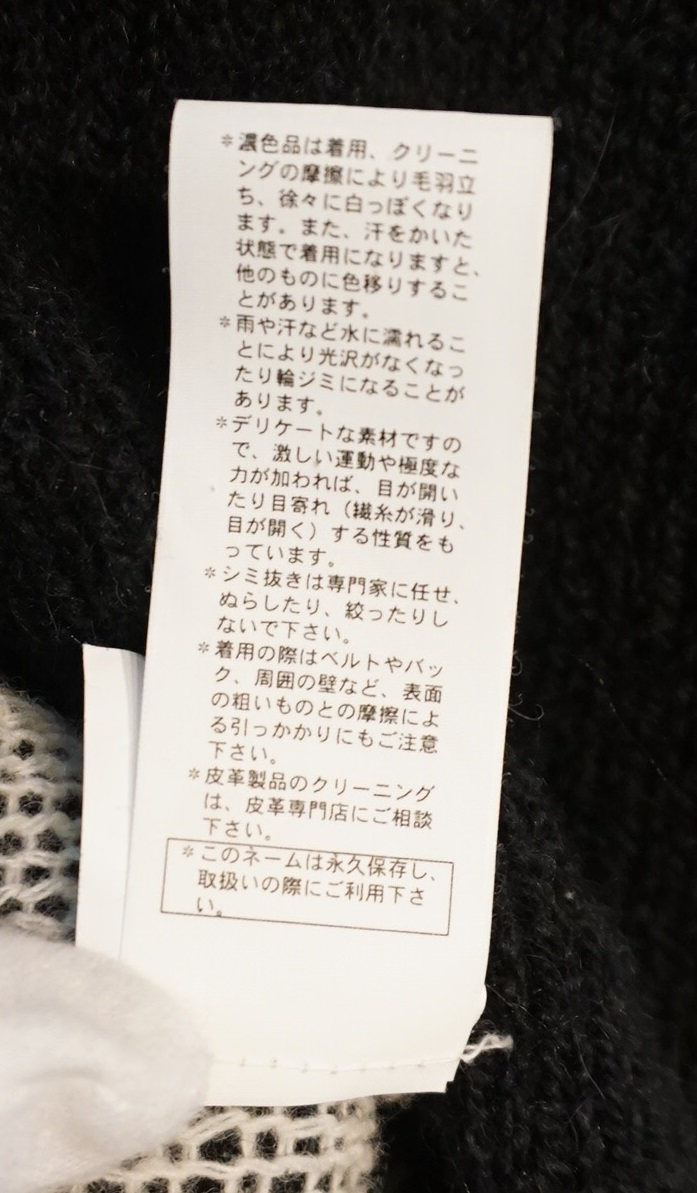 ＊濃色品は着用、クリーニ
ングの摩擦により毛羽立
ち、徐々に白っぽくなり
ます。また、汗をかいた
状態で着用になりますと、
他のものに色移りするこ
とがあります。
＊雨や汗など水に濡れるこ
とにより光沢がなくなっ
たり輪ジミになることが
あります。
＊デリケートな素材ですの
で、激しい運動や極度な
力が加われば、目が開い
たり目寄れ（繊糸が滑り、
目が開く）する性質をも
っています。
＊シミ抜きは専門家に任せ、
ぬらしたり、絞ったりし
ないで下さい。
＊着用の際はベルトやバッ
ク、周囲の壁など、表面
の粗いものとの摩擦によ
る引っかかりにもご注意
下さい。
＊皮革製品のクリーニング
は、皮革専門店にご相談
下さい。
＊このネームは永久保存し、
取扱いの際にご利用下さ
い。